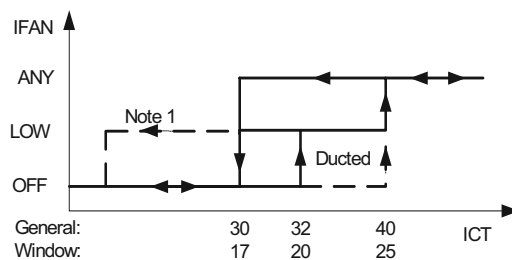 IFAN
ANY
Note 1
LOW
Ducted
OFF
General: 30 32 40 ICT
Window: 17 20 25